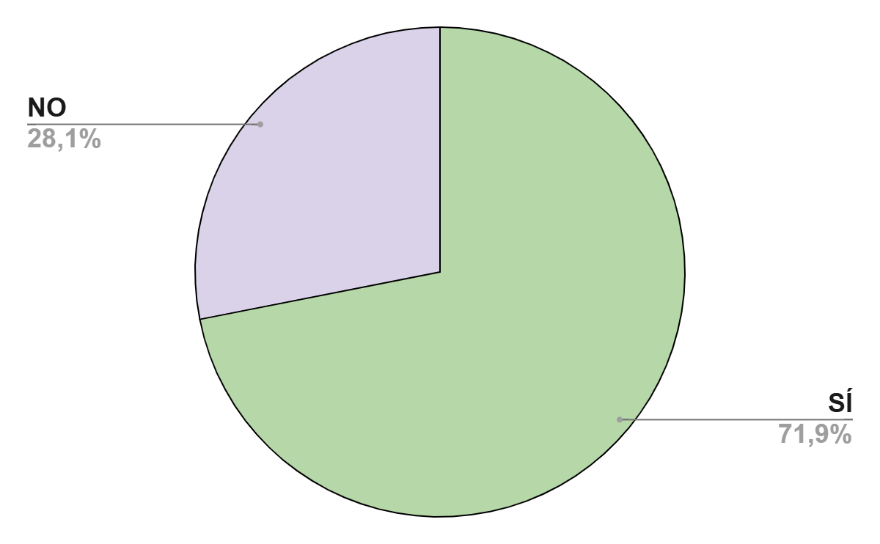 NO
28,1%
SÍ
71,9%